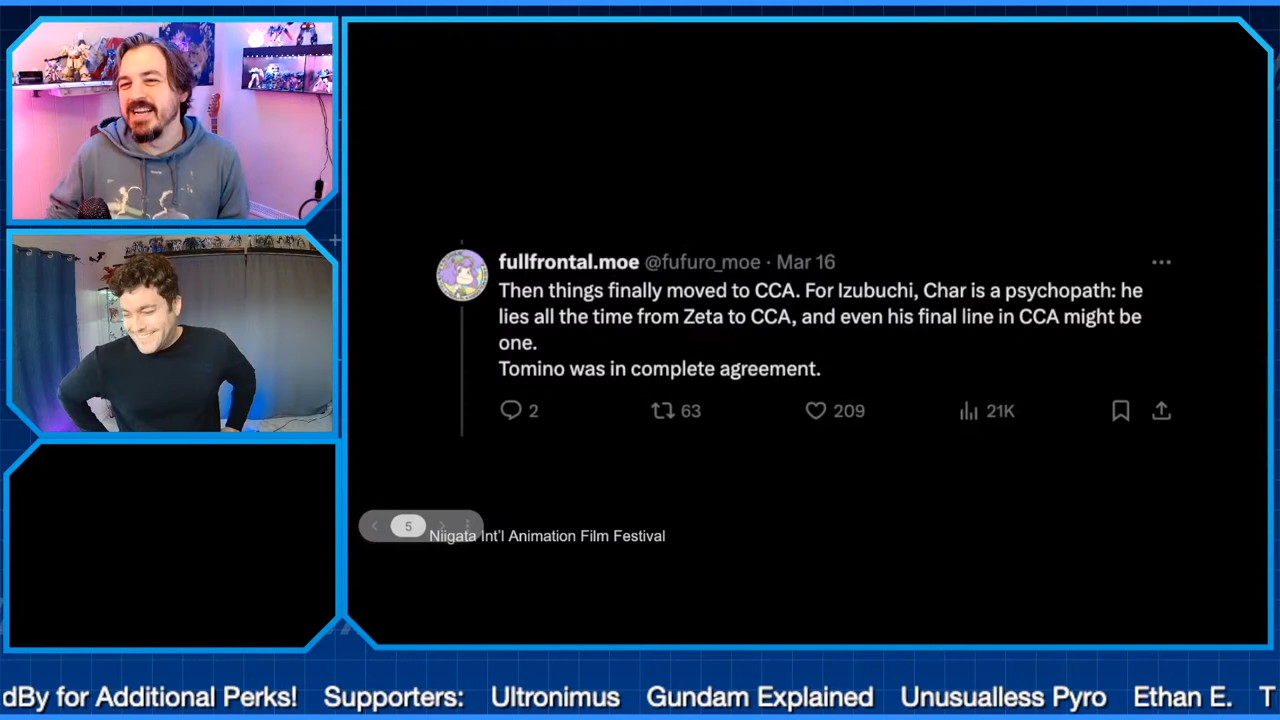 fullfrontal.moe @fufuro_moe · Mar 16
Then things finally moved to CCA. For Izubuchi, Char is a psychopath: he
lies all the time from Zeta to CCA, and even his final line in CCA might be
one.
Tomino was in complete agreement.
2 63 209 21K
5
Niigata Int'l Animation Film Festival
dBy for Additional Perks! Supporters: Ultronimus Gundam Explained Unusualless Pyro Ethan E. T